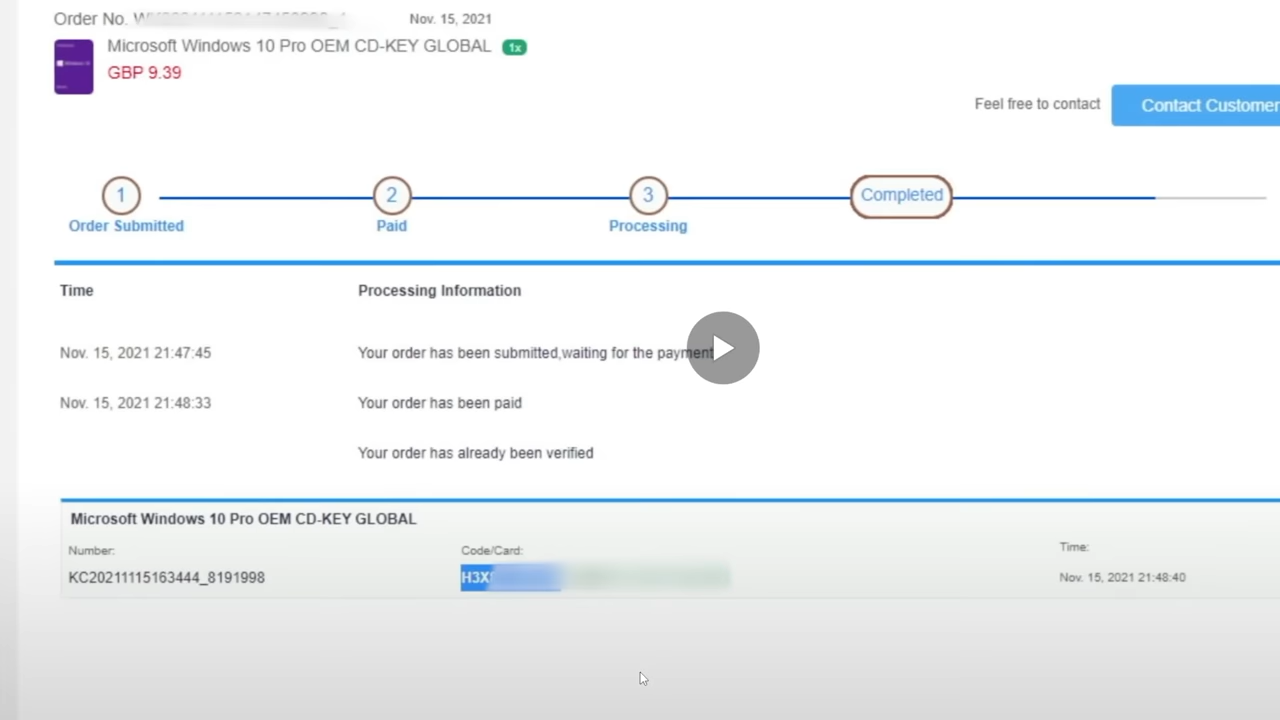 Order No.
Nov. 15, 2021
Microsoft Windows 10 Pro OEM CD-KEY GLOBAL 1x
GBP 9.39
Feel free to contact
Contact Customer
1
2
3
Completed
Order Submitted
Paid
Processing
Time
Processing Information
Nov. 15, 2021 21:47:45
Your order has been submitted,waiting for the payment
Nov. 15, 2021 21:48:33
Your order has been paid
Your order has already been verified
Microsoft Windows 10 Pro OEM CD-KEY GLOBAL
Number:
Code/Card:
Time:
KC20211115163444_8191998
H3X
Nov. 15, 2021 21:48:40